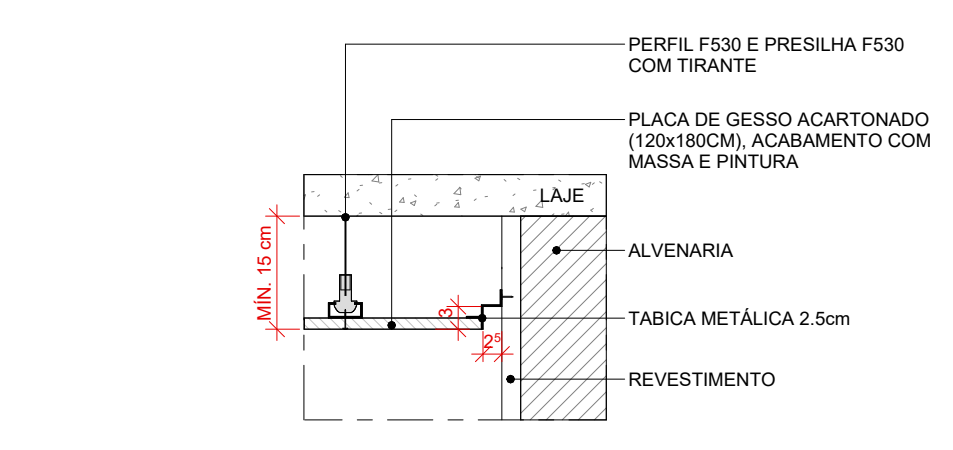 PERFIL F530 E PRESILHA F530
COM TIRANTE
PLACA DE GESSO ACARTONADO
(120x180CM), ACABAMENTO COM
MASSA E PINTURA
LAJE
MÍN. 15 cm
ALVENARIA
3
TABICA METÁLICA 2.5cm
2⁵
REVESTIMENTO